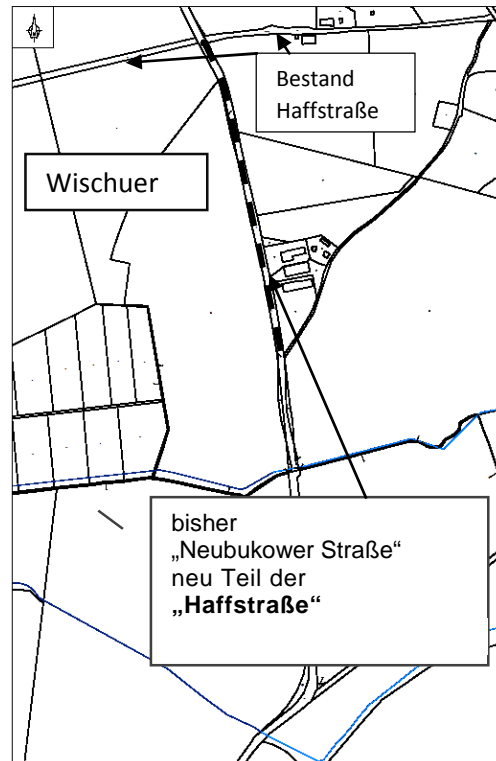 Bestand
Haffstraße
Wischuer
bisher
„Neubukower Straße“
neu Teil der
„Haffstraße“